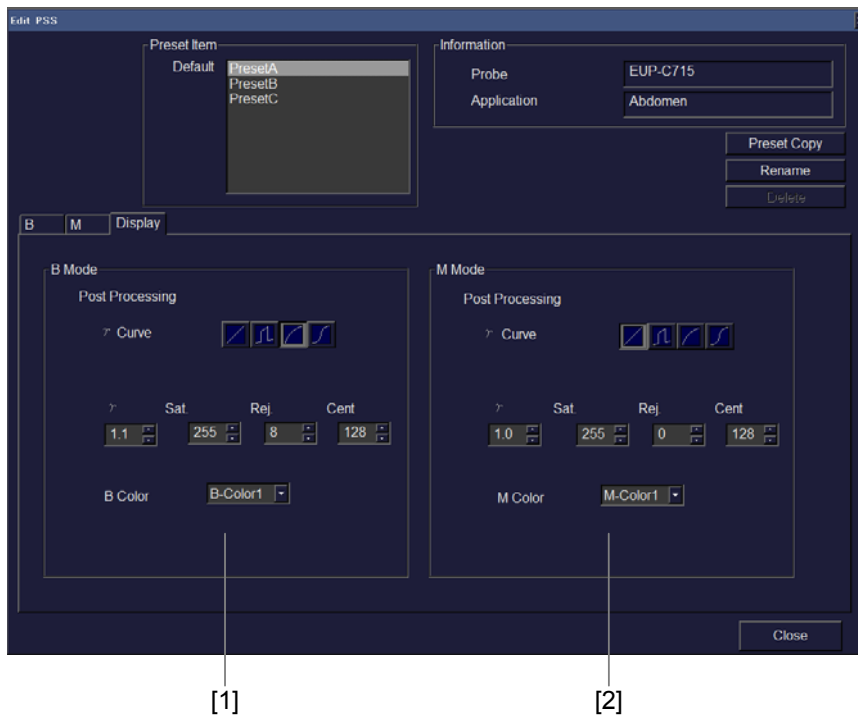 Edit PSS
Preset Item
Default
PresetA
PresetB
PresetC
Information
Probe EUP-C715
Application Abdomen
Preset Copy
Rename
Delete
B M Display
B Mode
Post Processing
γ Curve
γ Sat. Rej. Cent
1.1 255 8 128
B Color B-Color1
M Mode
Post Processing
γ Curve
γ Sat. Rej. Cent
1.0 255 0 128
M Color M-Color1
Close
[1] [2]